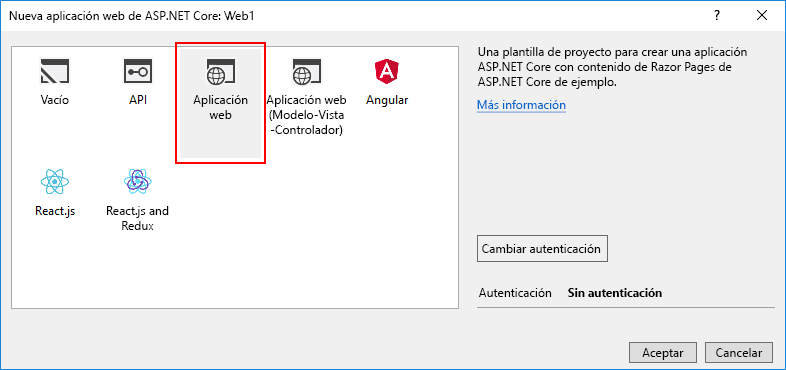 Nueva aplicación web de ASP.NET Core: Web1
?
Vacío
API
Aplicación
web
Aplicación web
(Modelo-Vista
-Controlador)
Angular
React.js
React.js and
Redux
Una plantilla de proyecto para crear una aplicación
ASP.NET Core con contenido de Razor Pages de
ASP.NET Core de ejemplo.
Más información
Cambiar autenticación
Autenticación Sin autenticación
Aceptar Cancelar